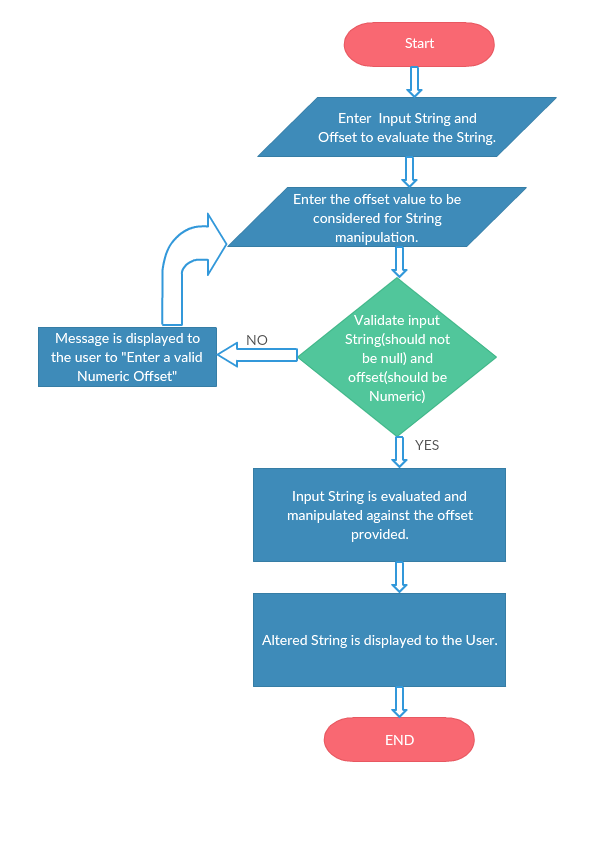 Start
Enter  Input String and
Offset to evaluate the String.
Enter the offset value to be
considered for String
manipulation.
Validate input
String(should not
be null) and
offset(should be
Numeric)
NO
Message is displayed to
the user to "Enter a valid
Numeric Offset"
YES
Input String is evaluated and
manipulated against the offset
provided.
Altered String is displayed to the User.
END